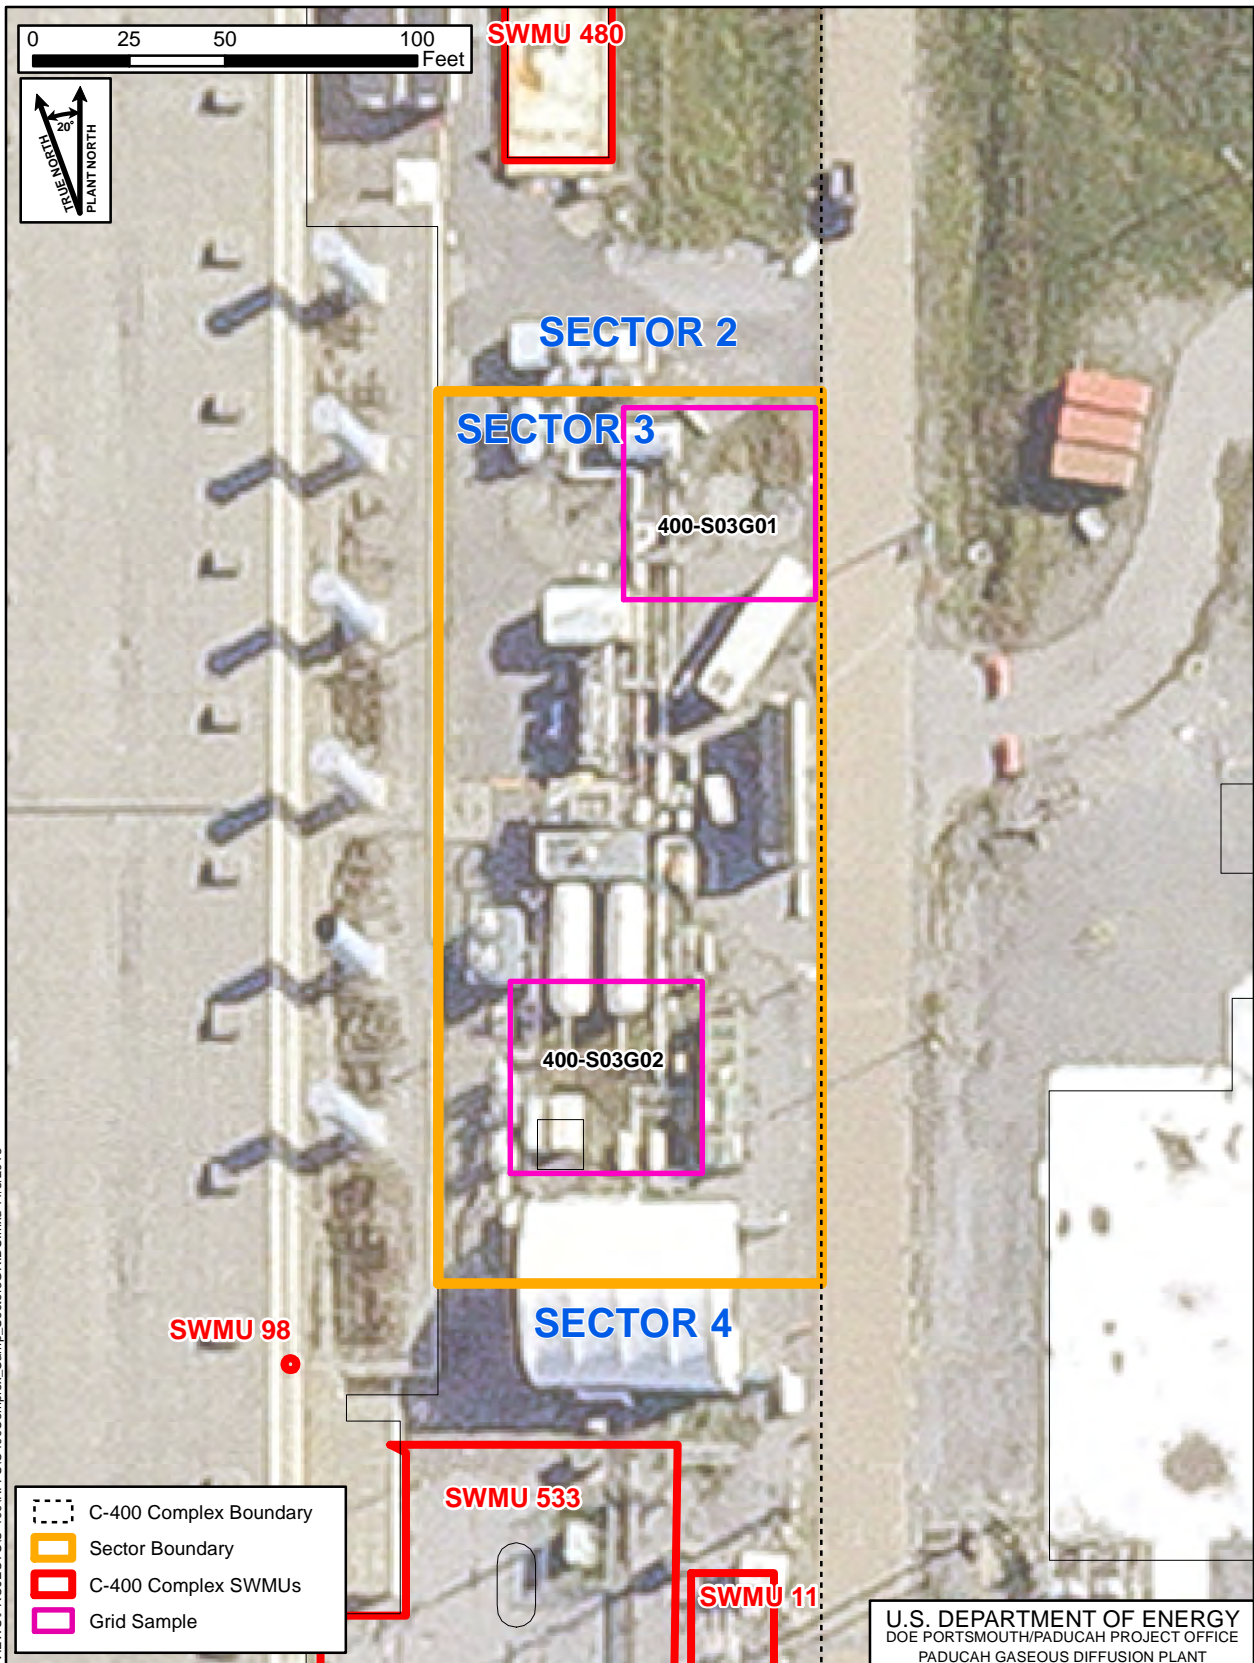 0 25 50 100
Feet
SWMU 480
20°
TRUE NORTH
PLANT NORTH
SECTOR 2
SECTOR 3
400-S03G01
400-S03G02
SWMU 98
SECTOR 4
SWMU 533
SWMU 11
C-400 Complex Boundary
Sector Boundary
C-400 Complex SWMUs
Grid Sample
U.S. DEPARTMENT OF ENERGY
DOE PORTSMOUTH/PADUCAH PROJECT OFFICE
PADUCAH GASEOUS DIFFUSION PLANT